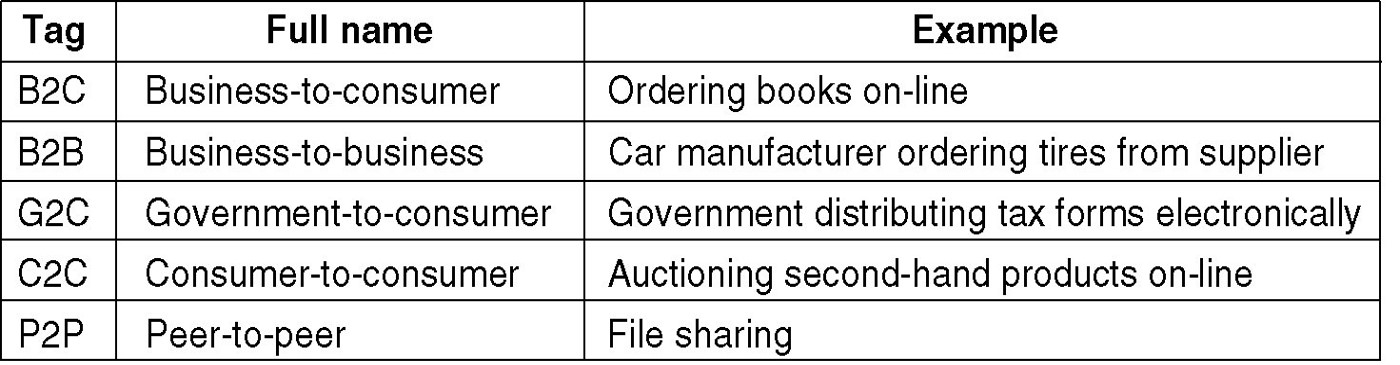 Tag Full name Example
B2C Business-to-consumer Ordering books on-line
B2B Business-to-business Car manufacturer ordering tires from supplier
G2C Government-to-consumer Government distributing tax forms electronically
C2C Consumer-to-consumer Auctioning second-hand products on-line
P2P Peer-to-peer File sharing